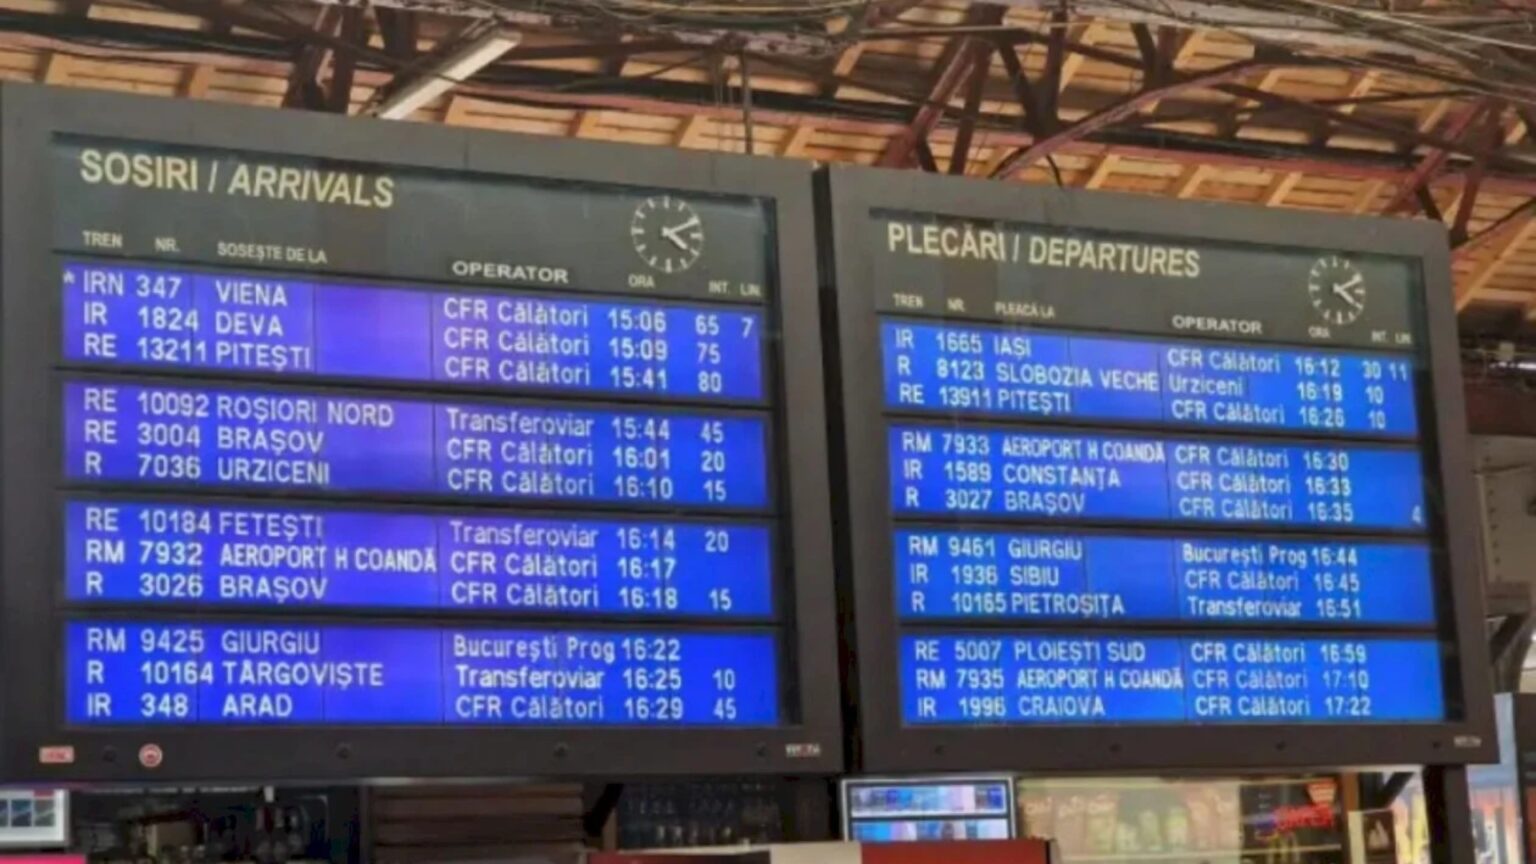 SOSIRI / ARRIVALS
TREN NR. SOSEȘTE DE LA OPERATOR ORA INT. LIN.
* IRN 347 VIENA CFR Călători 15:06 65 7
IR 1824 DEVA CFR Călători 15:09 75
RE 13211 PITEȘTI CFR Călători 15:41 80
RE 10092 ROȘIORI NORD Transferoviar 15:44 45
RE 3004 BRAȘOV CFR Călători 16:01 20
R 7036 URZICENI CFR Călători 16:10 15
RE 10184 FETEȘTI Transferoviar 16:14 20
RM 7932 AEROPORT H COANDĂ CFR Călători 16:17
R 3026 BRAȘOV CFR Călători 16:18 15
RM 9425 GIURGIU București Prog 16:22
R 10164 TÂRGOVIȘTE Transferoviar 16:25 10
IR 348 ARAD CFR Călători 16:29 45
PLECĂRI / DEPARTURES
TREN NR. PLEACĂ LA OPERATOR ORA INT. LIN.
IR 1665 IAȘI CFR Călători 16:12 30 11
R 8123 SLOBOZIA VECHE Urziceni 16:19 10
RE 13911 PITEȘTI CFR Călători 16:26 10
RM 7933 AEROPORT H COANDĂ CFR Călători 16:30
IR 1589 CONSTANȚA CFR Călători 16:33
R 3027 BRAȘOV CFR Călători 16:35 4
RM 9461 GIURGIU București Prog 16:44
IR 1936 SIBIU CFR Călători 16:45
R 10165 PIETROȘIȚA Transferoviar 16:51
RE 5007 PLOIEȘTI SUD CFR Călători 16:59
RM 7935 AEROPORT H COANDĂ CFR Călători 17:10
IR 1996 CRAIOVA CFR Călători 17:22